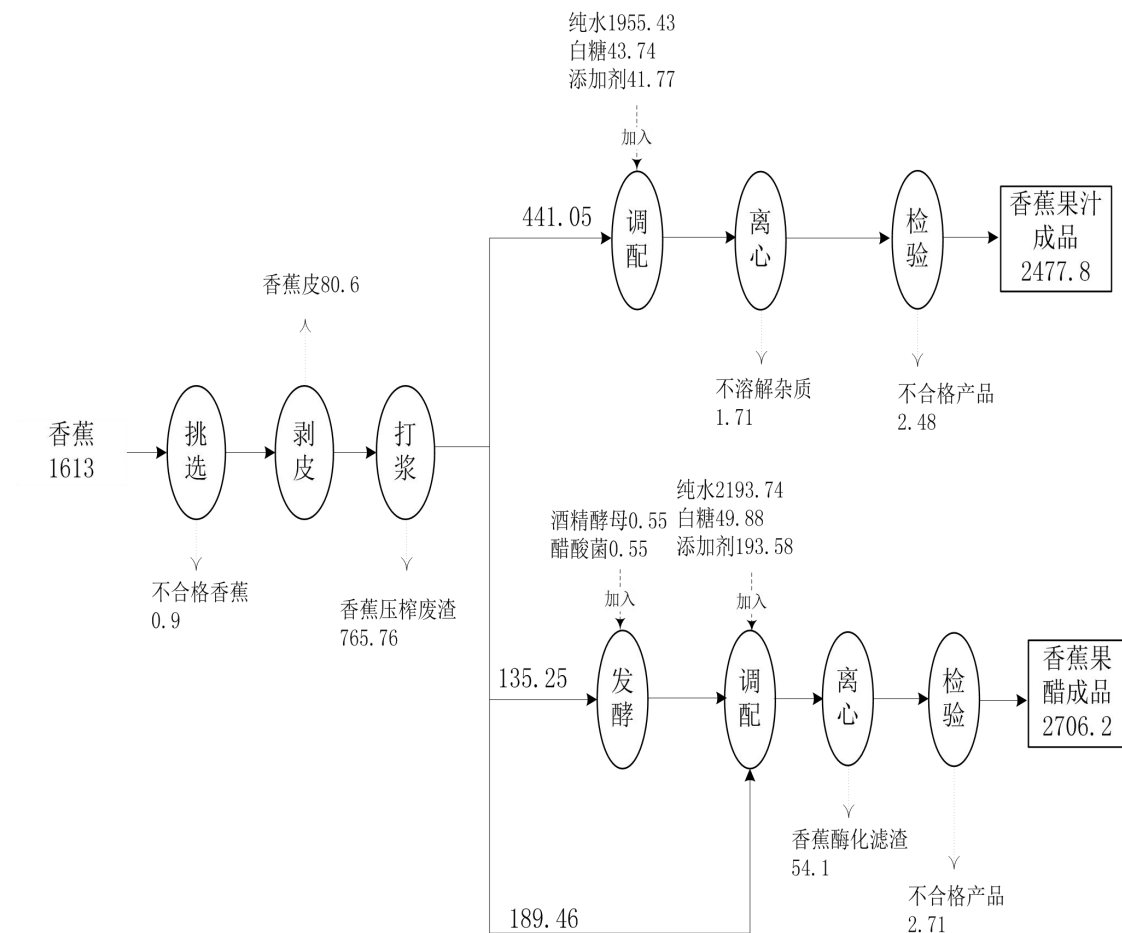 纯水1955.43
白糖43.74
添加剂41.77
加入
441.05
调配
离心
检验
香蕉果汁
成品
2477.8
不溶解杂质
1.71
不合格产品
2.48
香蕉皮80.6
香蕉
1613
挑选
剥皮
打浆
不合格香蕉
0.9
香蕉压榨废渣
765.76
酒精酵母0.55
醋酸菌0.55
加入
纯水2193.74
白糖49.88
添加剂193.58
加入
135.25
发酵
调配
离心
检验
香蕉果
醋成品
2706.2
香蕉酶化滤渣
54.1
不合格产品
2.71
189.46